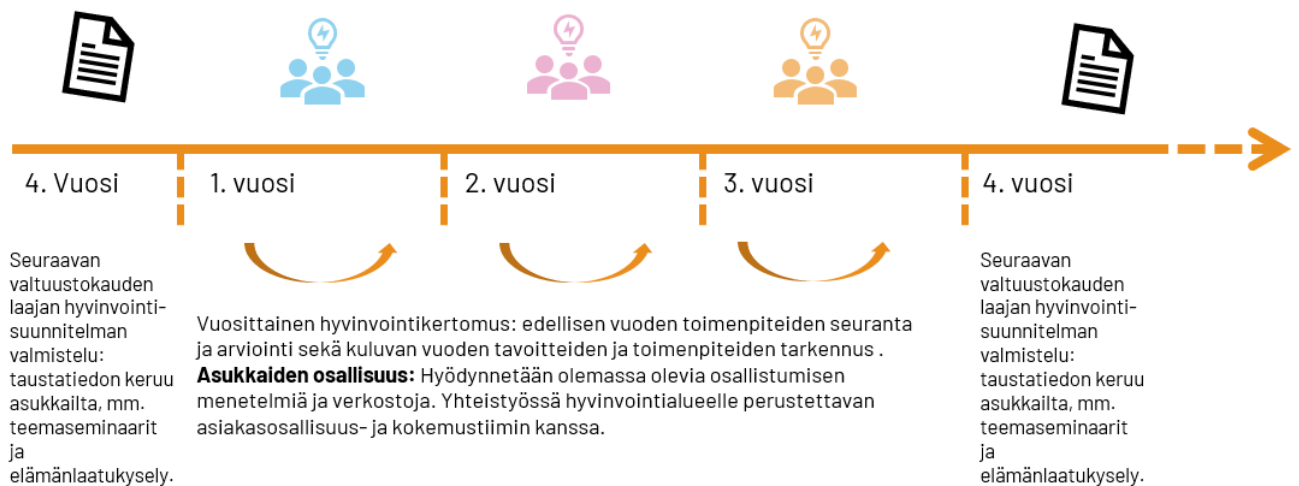 4. Vuosi
1. vuosi
2. vuosi
3. vuosi
4. vuosi
Seuraavan
valtuustokauden
laajan hyvinvointi-
suunnitelman
valmistelu:
taustatiedon keruu
asukkailta, mm.
teemaseminaarit
ja
elämänlaatukysely.
Vuosittainen hyvinvointikertomus: edellisen vuoden toimenpiteiden seuranta
ja arviointi sekä kuluvan vuoden tavoitteiden ja toimenpiteiden tarkennus .
Asukkaiden osallisuus: Hyödynnetään olemassa olevia osallistumisen
menetelmiä ja verkostoja. Yhteistyössä hyvinvointialueelle perustettavan
asiakasosallisuus- ja kokemustiimin kanssa.
Seuraavan
valtuustokauden
laajan hyvinvointi-
suunnitelman
valmistelu:
taustatiedon keruu
asukkailta, mm.
teemaseminaarit
ja
elämänlaatukysely.